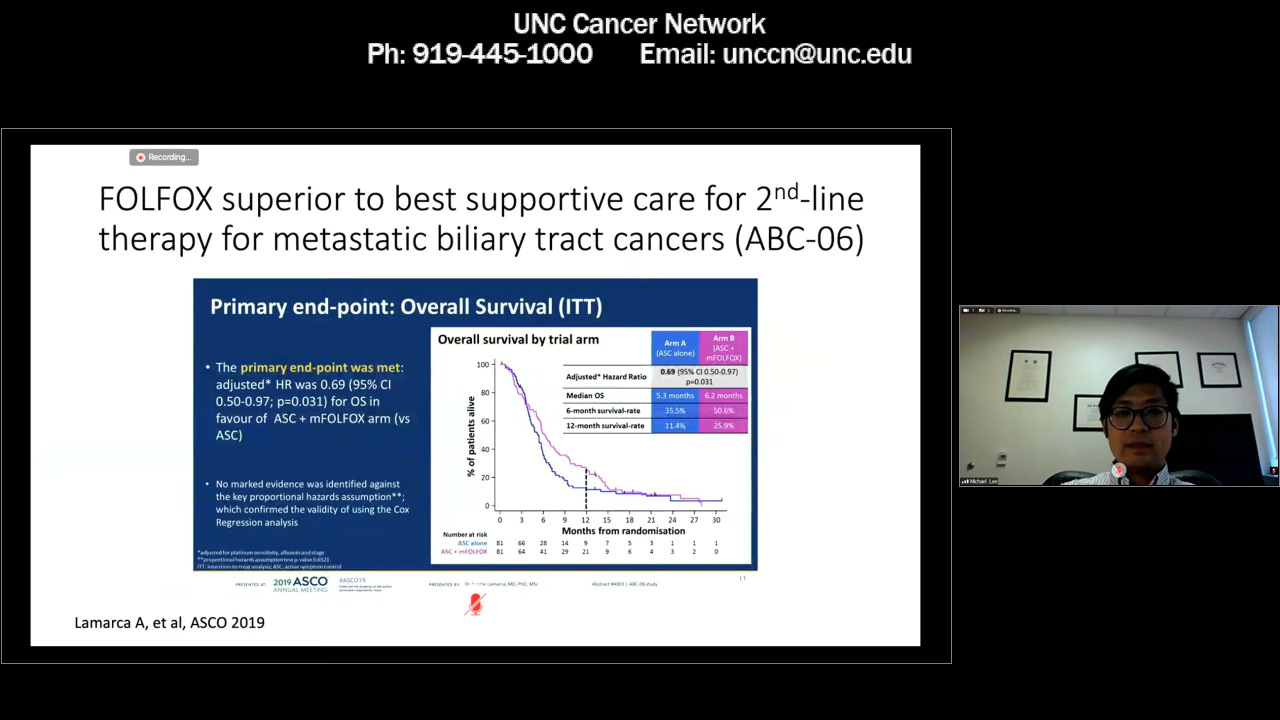 UNC Cancer Network
Ph: 919-445-1000 Email: unccn@unc.edu
Recording...
FOLFOX superior to best supportive care for 2nd-line
therapy for metastatic biliary tract cancers (ABC-06)
Primary end-point: Overall Survival (ITT)
• The primary end-point was met:
adjusted* HR was 0.69 (95% CI
0.50-0.97; p=0.031) for OS in
favour of ASC + mFOLFOX arm (vs
ASC)
• No marked evidence was identified against
the key proportional hazards assumption**;
which confirmed the validity of using the Cox
Regression analysis
*adjusted for platinum sensitivity, albumin and stage
**proportional hazards assumption test p-value 0.6521
ITT: intention-to-treat analysis; ASC: active symptom control
Overall survival by trial arm
Arm A
(ASC alone)
Arm B
(ASC +
mFOLFOX)
Adjusted* Hazard Ratio
0.69 (95% CI 0.50-0.97)
p=0.031
Median OS 5.3 months 6.2 months
6-month survival-rate 35.5% 50.6%
12-month survival-rate 11.4% 25.9%
% of patients alive
100
80
60
40
20
0
0 3 6 9 12 15 18 21 24 27 30
Months from randomisation
Number at risk
ASC alone 81 66 28 14 9 7 5 3 1 1 1
ASC + mFOLFOX 81 64 41 29 21 9 6 4 3 2 0
PRESENTED AT: 2019 ASCO
ANNUAL MEETING
#ASCO19
PRESENTED BY: Lamarca, MD, PhD, MSc
Abstract #4003 | ABC-06 study
Lamarca A, et al, ASCO 2019
Michael Lee